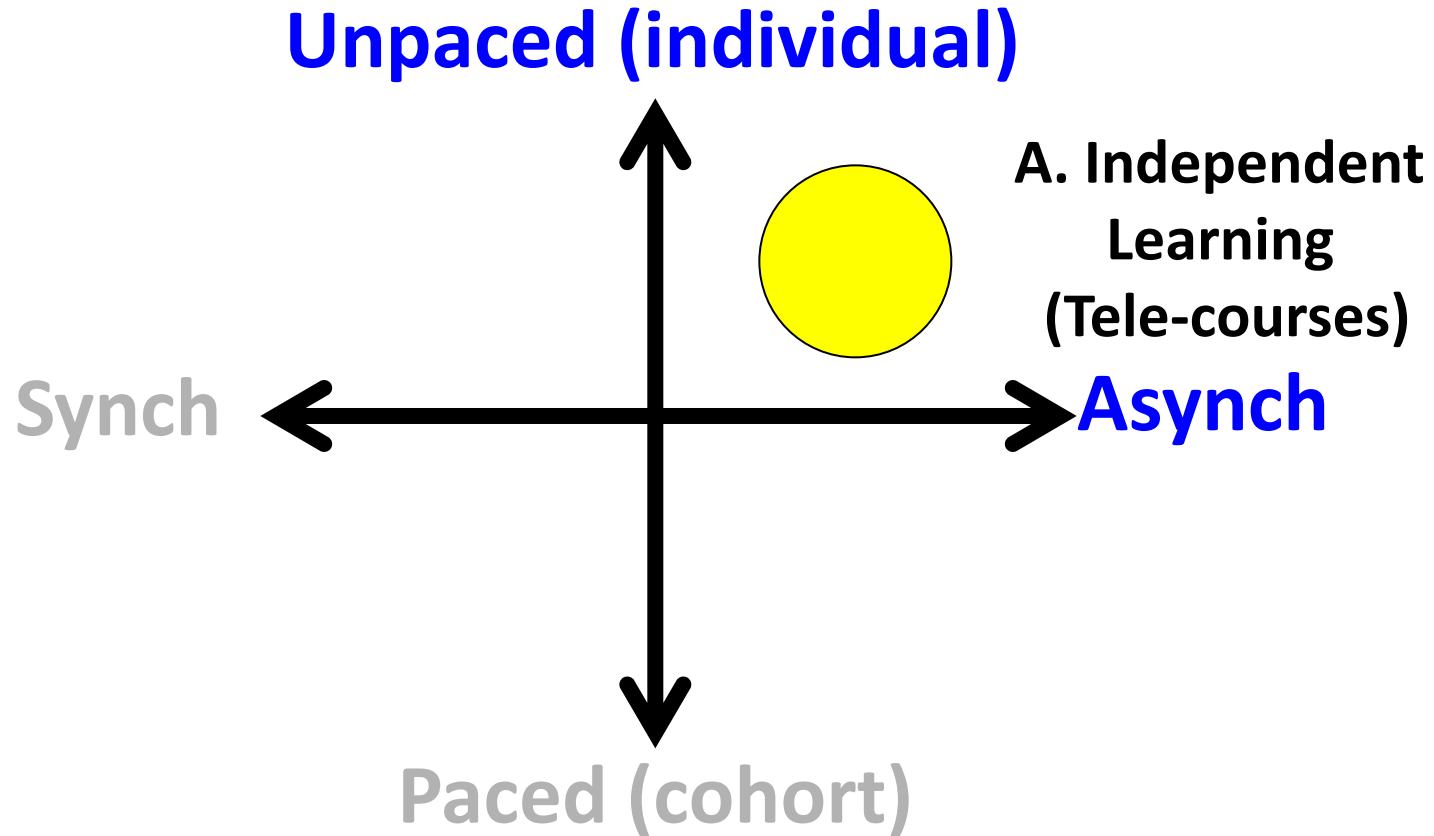 Unpaced (individual)
A. Independent
Learning
(Tele-courses)
Synch
Asynch
Paced (cohort)